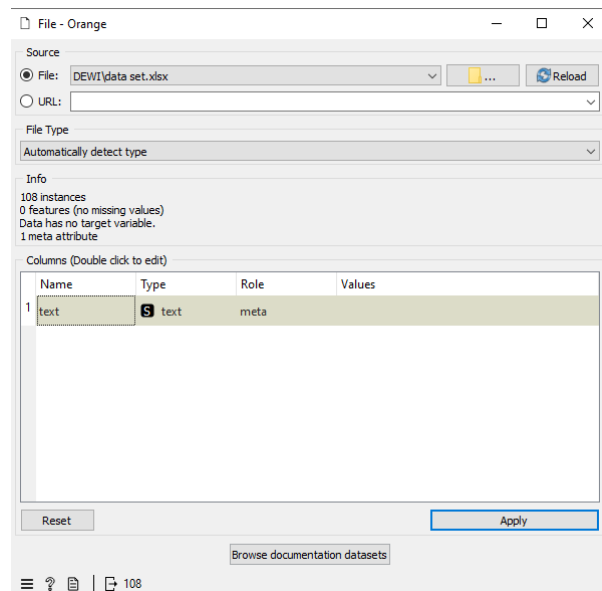 File - Orange
Source
File: DEWI\data set.xlsx ... Reload
URL:
File Type
Automatically detect type
Info
108 instances
0 features (no missing values)
Data has no target variable.
1 meta attribute
Columns (Double click to edit)
Name Type Role Values
1 text S text meta
Reset Apply
Browse documentation datasets
? 108